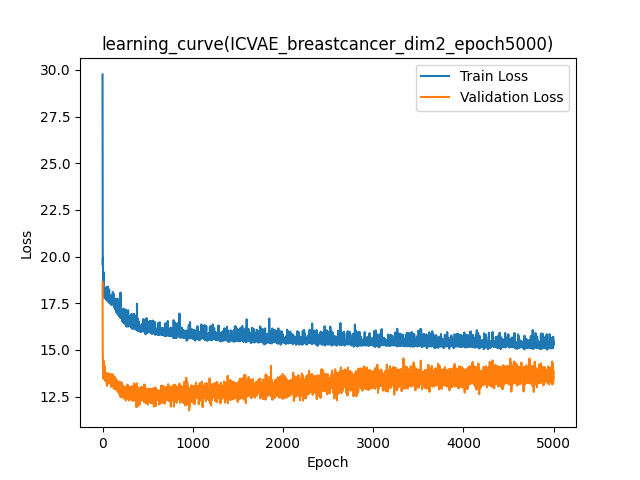 learning_curve(ICVAE_breastcancer_dim2_epoch5000)
30.0
27.5
25.0
22.5
20.0
17.5
15.0
12.5
Loss
Train Loss
Validation Loss
0
1000
2000
3000
4000
5000
Epoch